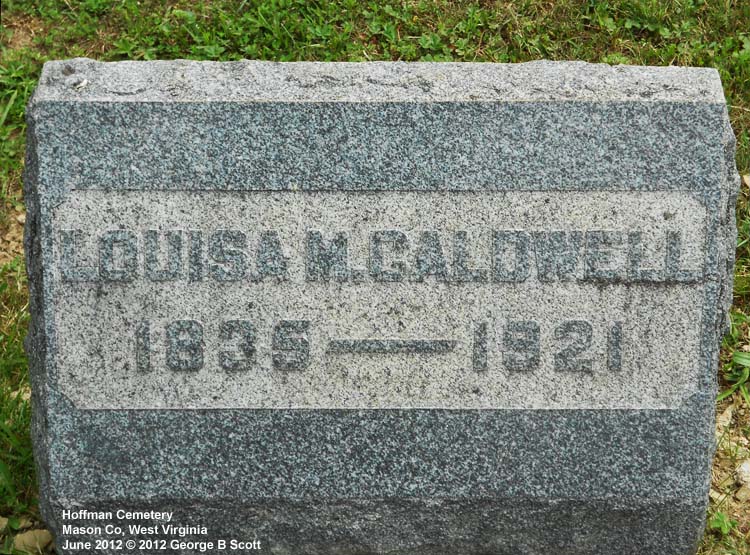 LOUISA M. CALDWELL
1835 — 1921
Hoffman Cemetery
Mason Co, West Virginia
June 2012 © 2012 George B Scott